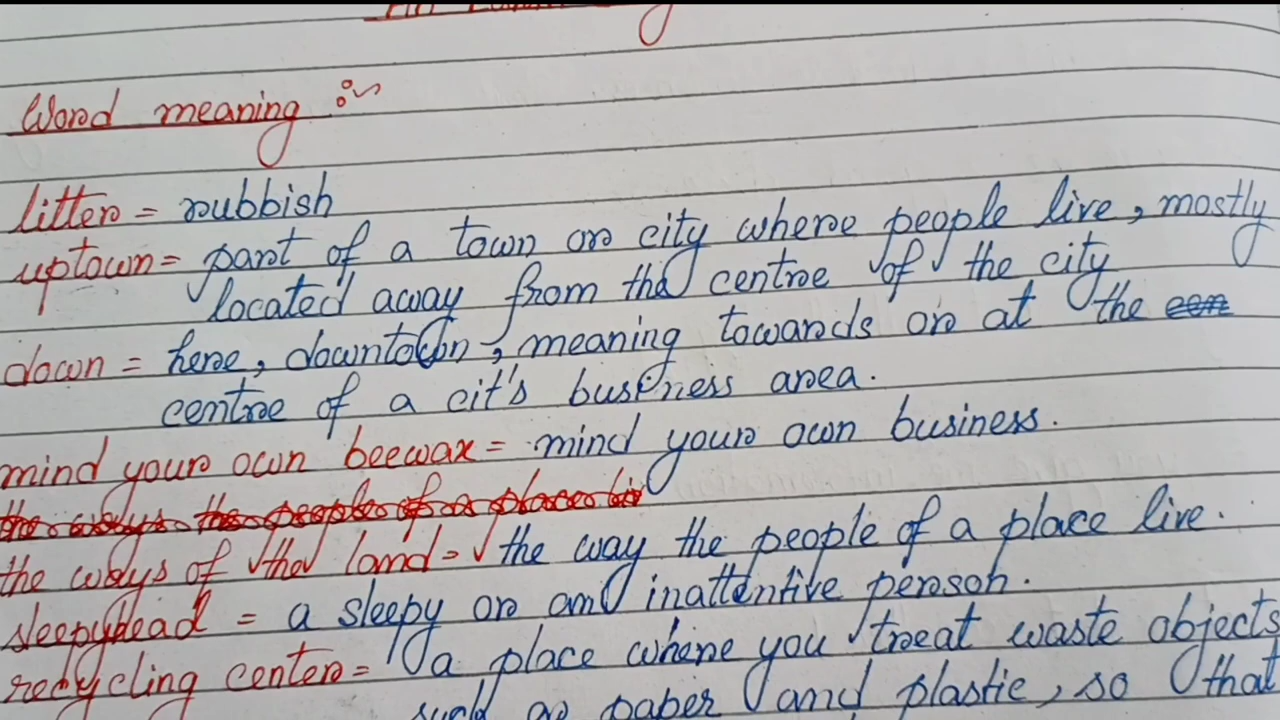 Word meaning :~
litter = rubbish
uptown = part of a town or city where people live, mostly
located away from the centre of the city
down = here, downtown, meaning towards or at the
centre of a cit's business area.
mind your own beewax = mind your own business.
the ways of the land = the way the people of a place live.
sleepyhead = a sleepy or an inattentive person.
recycling center = a place where you treat waste objects
such as paper and plastic, so that